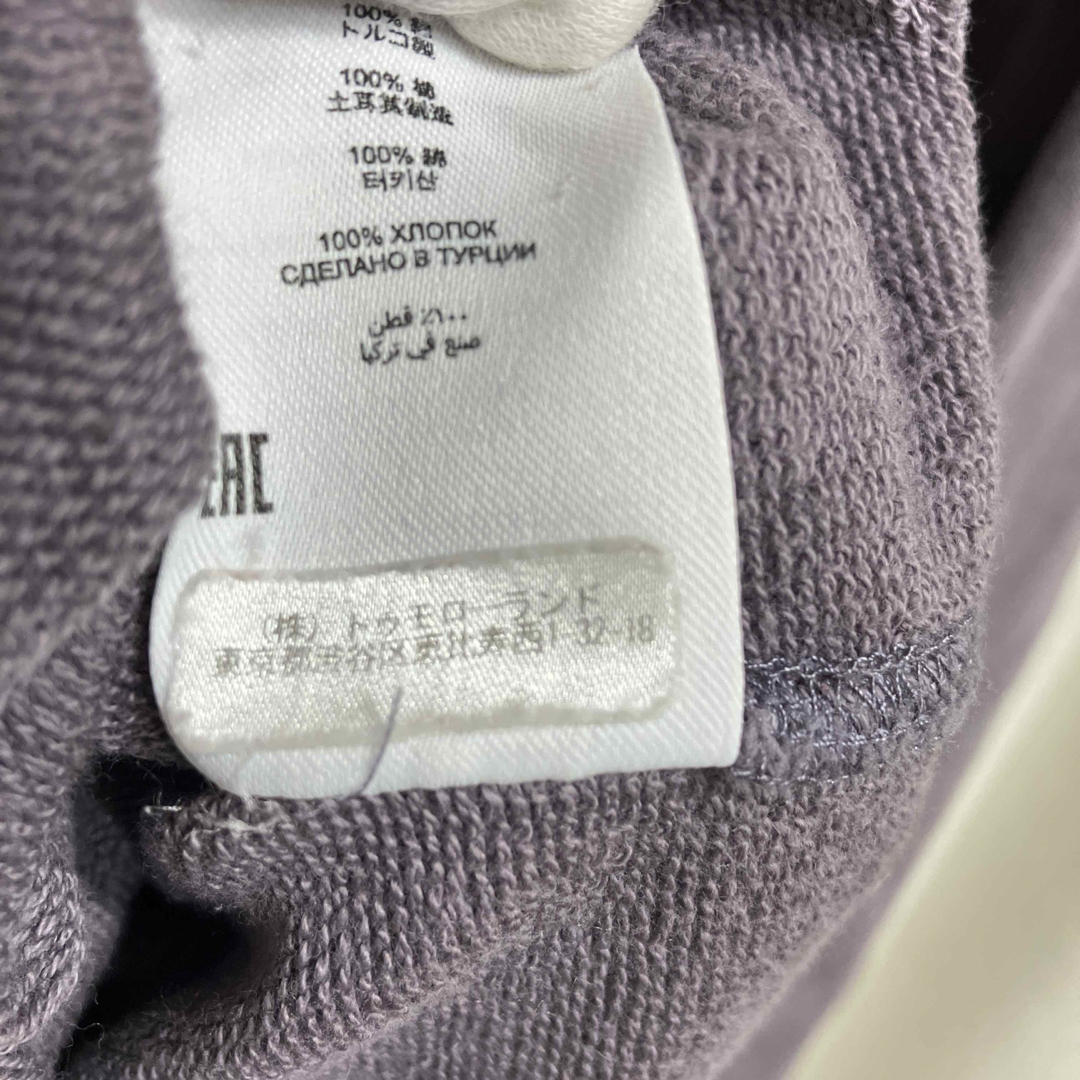 100% 綿
トルコ製
100% 棉
土耳其制造
100% 綿
터키산
100% ХЛОПОК
СДЕЛАНО В ТУРЦИИ
١٠٠٪ قطن
صنع في تركيا
EAC
(株) トゥモローランド
東京都渋谷区恵比寿西1-32-18